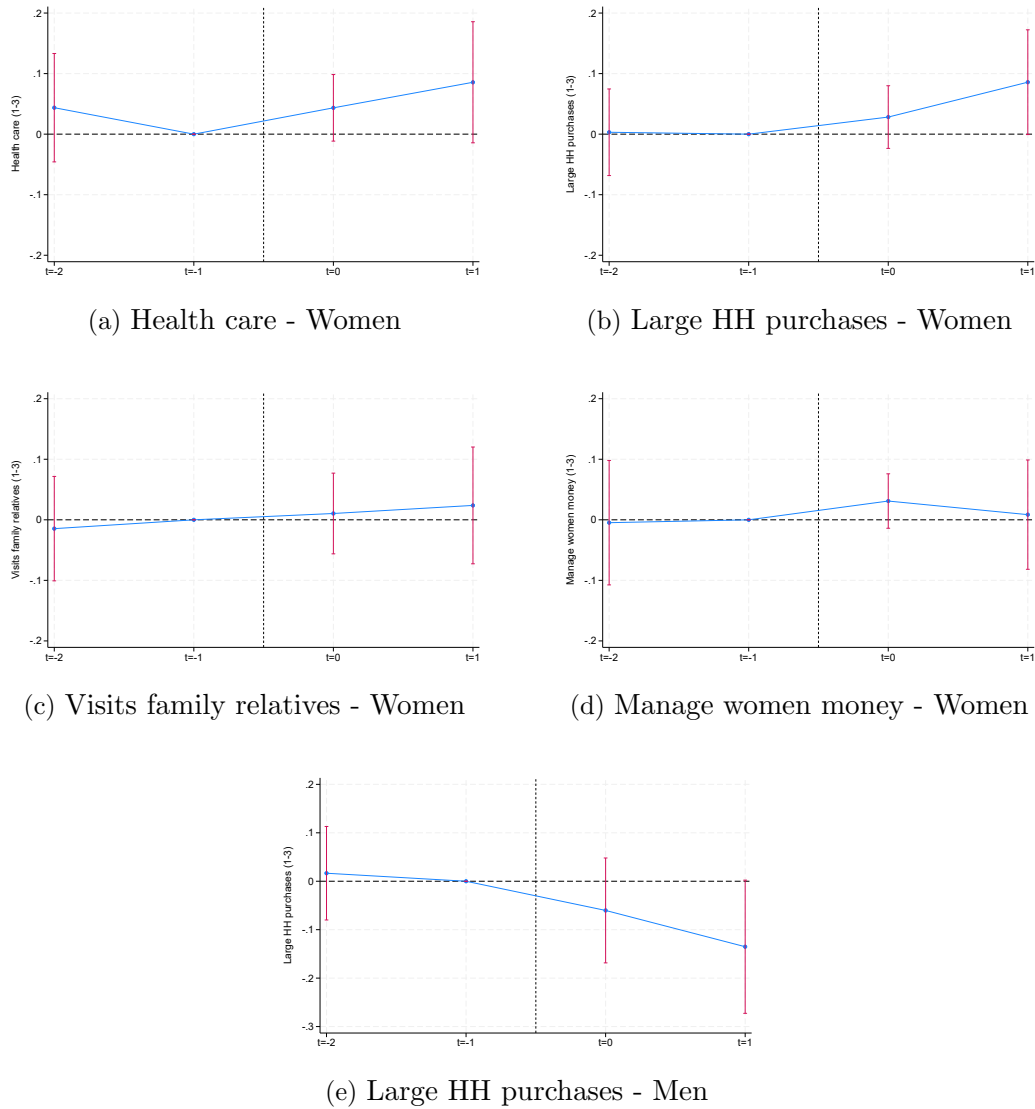 .2
.1
0
-.1
-.2
Health care (1-3)
t=-2 t=-1 t=0 t=1
(a) Health care - Women
.2
.1
0
-.1
-.2
Large HH purchases (1-3)
t=-2 t=-1 t=0 t=1
(b) Large HH purchases - Women
.2
.1
0
-.1
-.2
Visits family relatives (1-3)
t=-2 t=-1 t=0 t=1
(c) Visits family relatives - Women
.2
.1
0
-.1
-.2
Manage women money (1-3)
t=-2 t=-1 t=0 t=1
(d) Manage women money - Women
.2
.1
0
-.1
-.2
-.3
Large HH purchases (1-3)
t=-2 t=-1 t=0 t=1
(e) Large HH purchases - Men